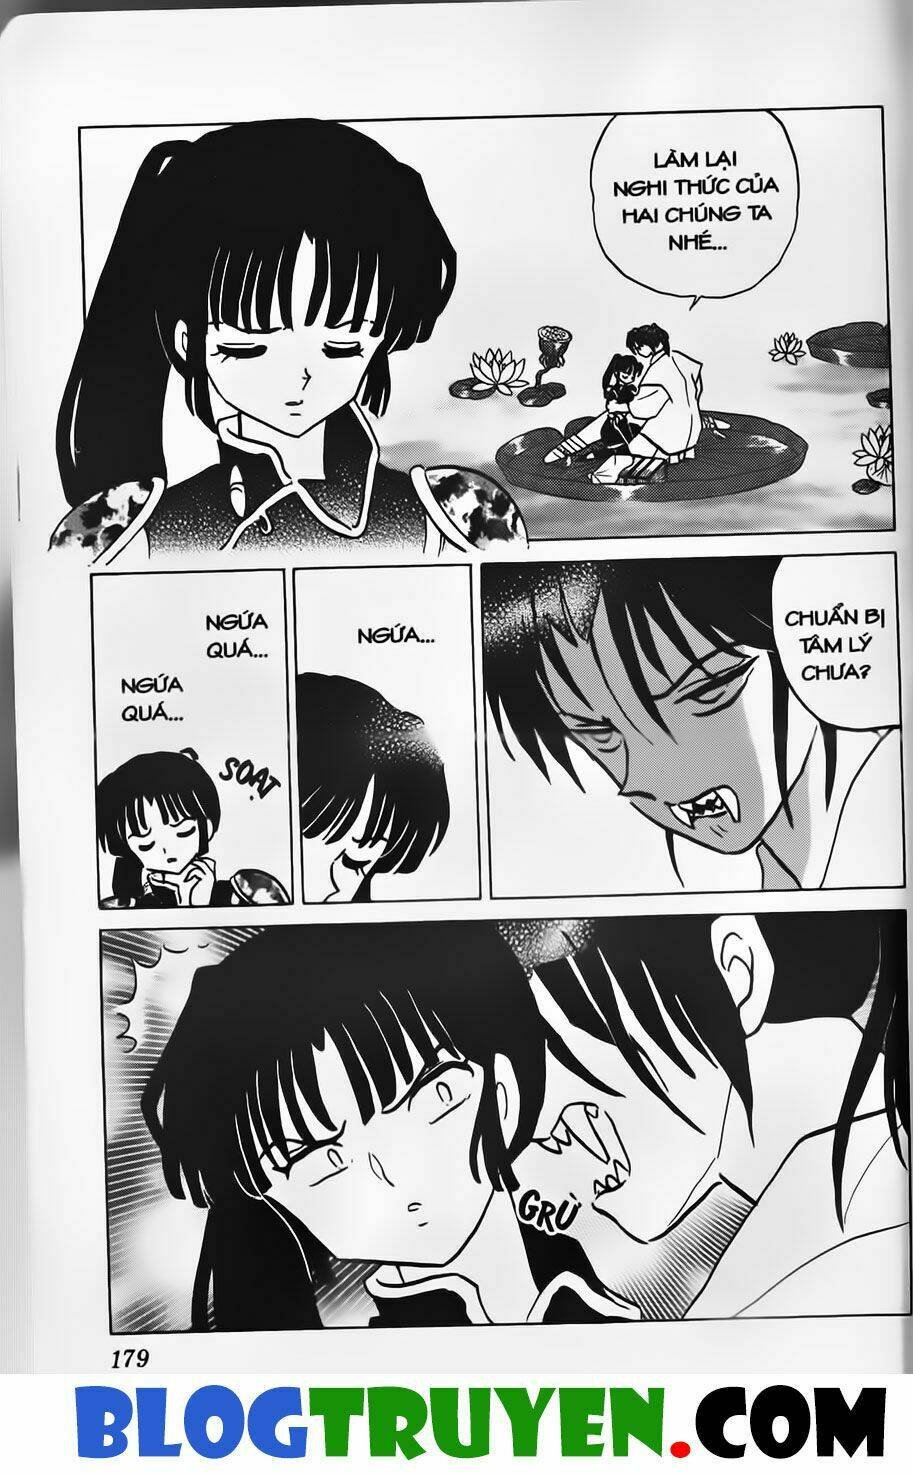 LÀM LẠI
NGHI THỨC CỦA
HAI CHÚNG TA
NHÉ...
CHUẨN BỊ
TÂM LÝ
CHƯA?
NGỨA...
NGỨA
QUÁ...
NGỨA
QUÁ...
SOẠT
GRỪ
179
BLOGTRUYEN.COM